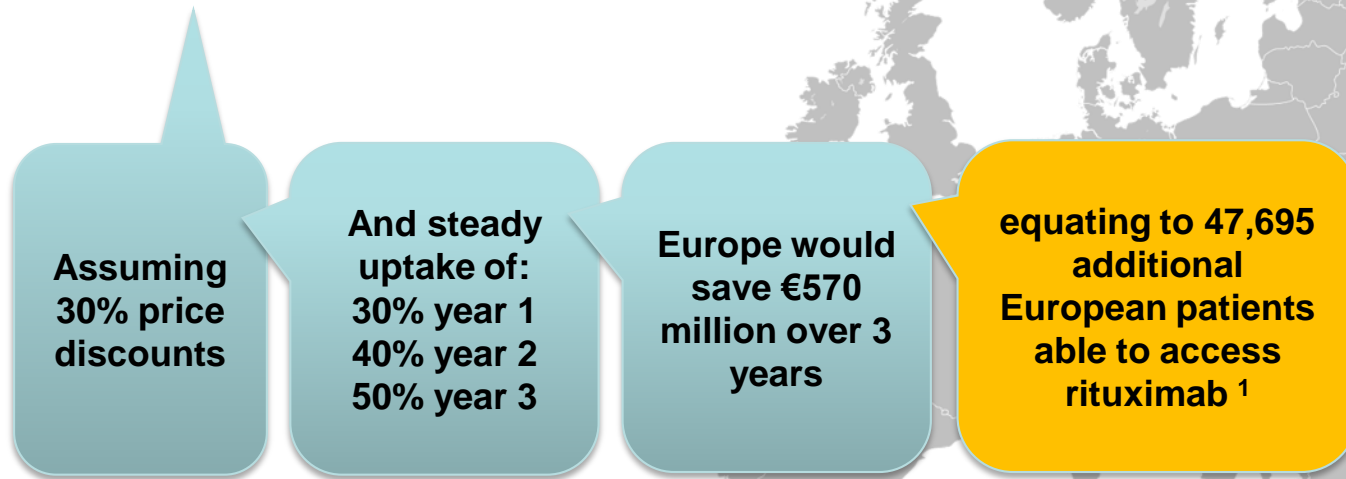 Assuming
30% price
discounts
And steady
uptake of:
30% year 1
40% year 2
50% year 3
Europe would
save €570
million over 3
years
equating to 47,695
additional
European patients
able to access
rituximab ¹